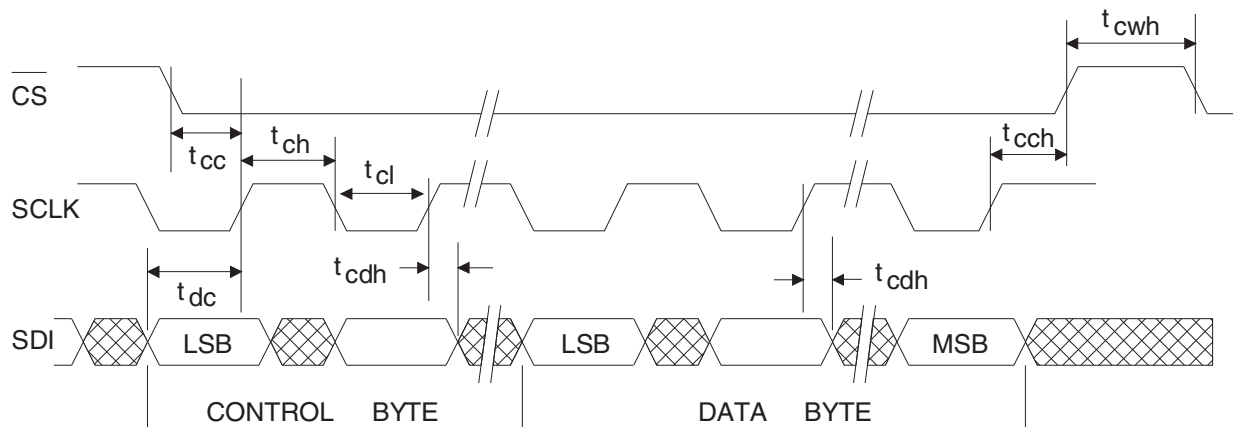 t cwh
CS
t cc
t ch
t cch
t cl
SCLK
t cdh
t cdh
t dc
SDI
LSB
LSB
MSB
CONTROL BYTE
DATA BYTE